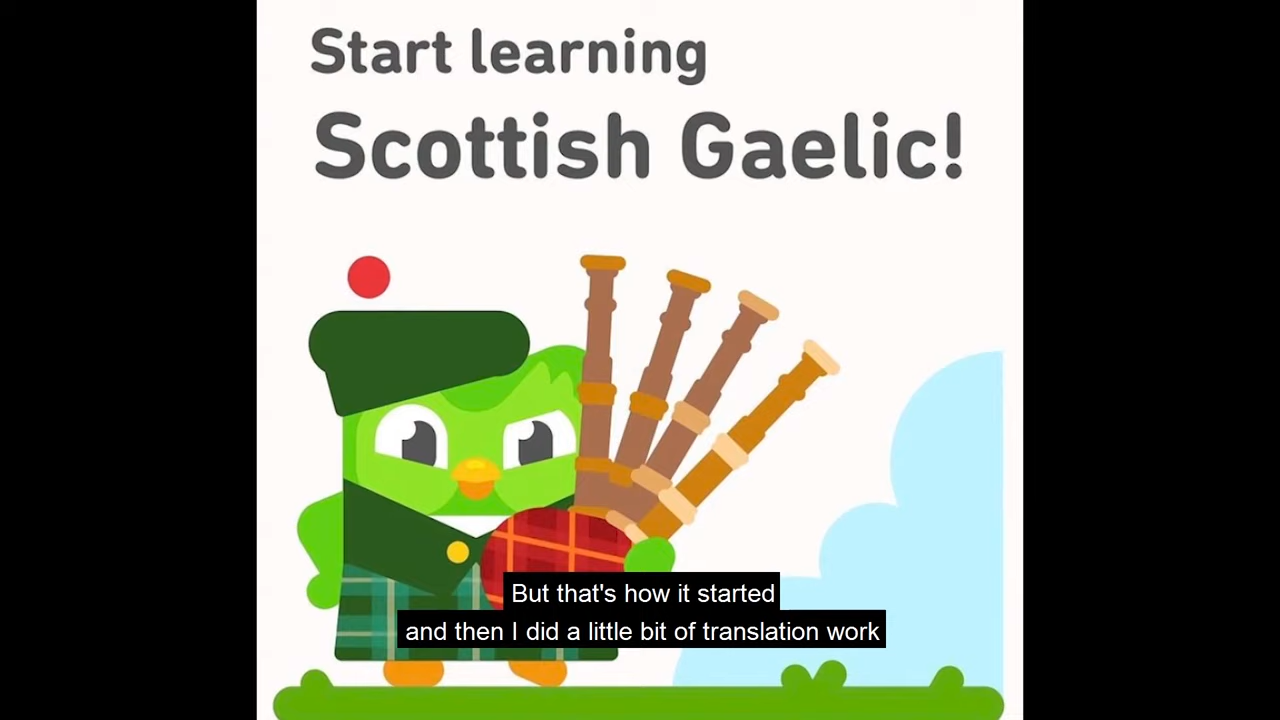 Start learning
Scottish Gaelic!
But that's how it started
and then I did a little bit of translation work